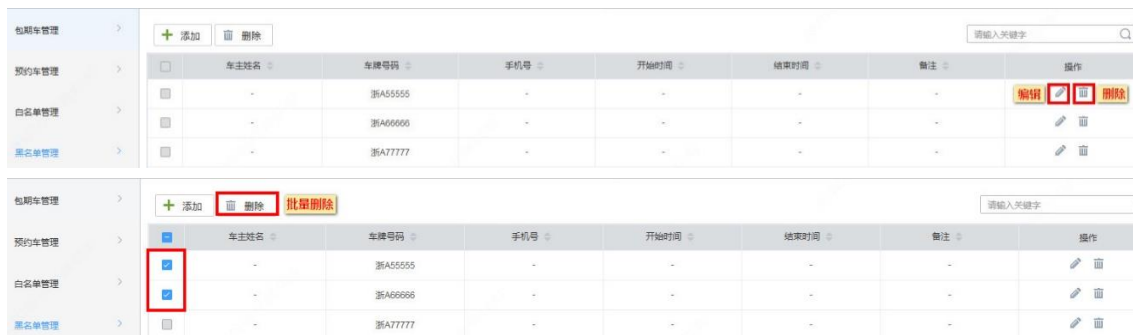 包期车管理
添加 删除 请输入关键字
预约车管理
车主姓名 车牌号码 手机号 开始时间 结束时间 备注 操作
- 浙A55555 - - - - 编辑 删除
白名单管理
- 浙A66666 - - - -
黑名单管理
- 浙A77777 - - - -
包期车管理
添加 删除 批量删除 请输入关键字
预约车管理
车主姓名 车牌号码 手机号 开始时间 结束时间 备注 操作
- 浙A55555 - - - -
白名单管理
- 浙A66666 - - - -
黑名单管理
- 浙A77777 - - - -